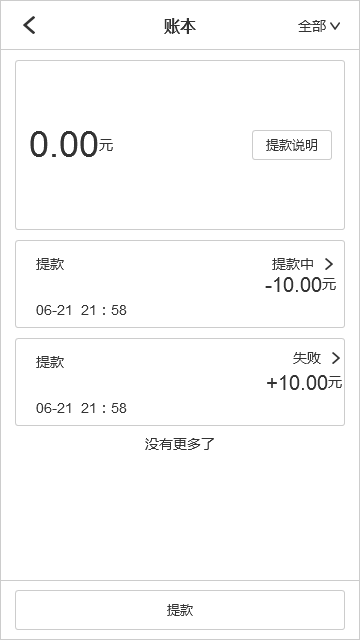 账本 全部
0.00元 提款说明
提款 提款中
-10.00元
06-21 21：58
提款 失败
+10.00元
06-21 21：58
没有更多了
提款